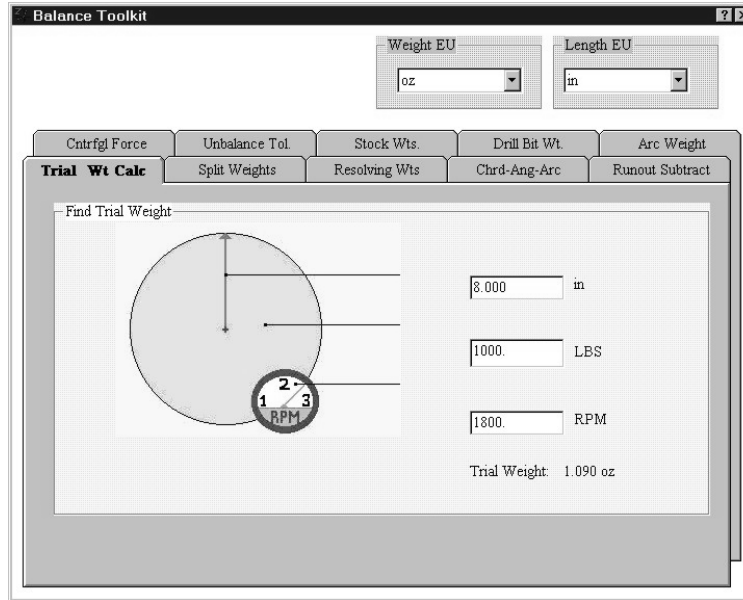 Balance Toolkit
Weight EU
Length EU
oz
in
Cntrfgl Force
Unbalance Tol.
Stock Wts.
Drill Bit Wt.
Arc Weight
Trial Wt Calc
Split Weights
Resolving Wts
Chrd-Ang-Arc
Runout Subtract
Find Trial Weight
8.000 in
1000. LBS
2
1 3
RPM
1800. RPM
Trial Weight: 1.090 oz